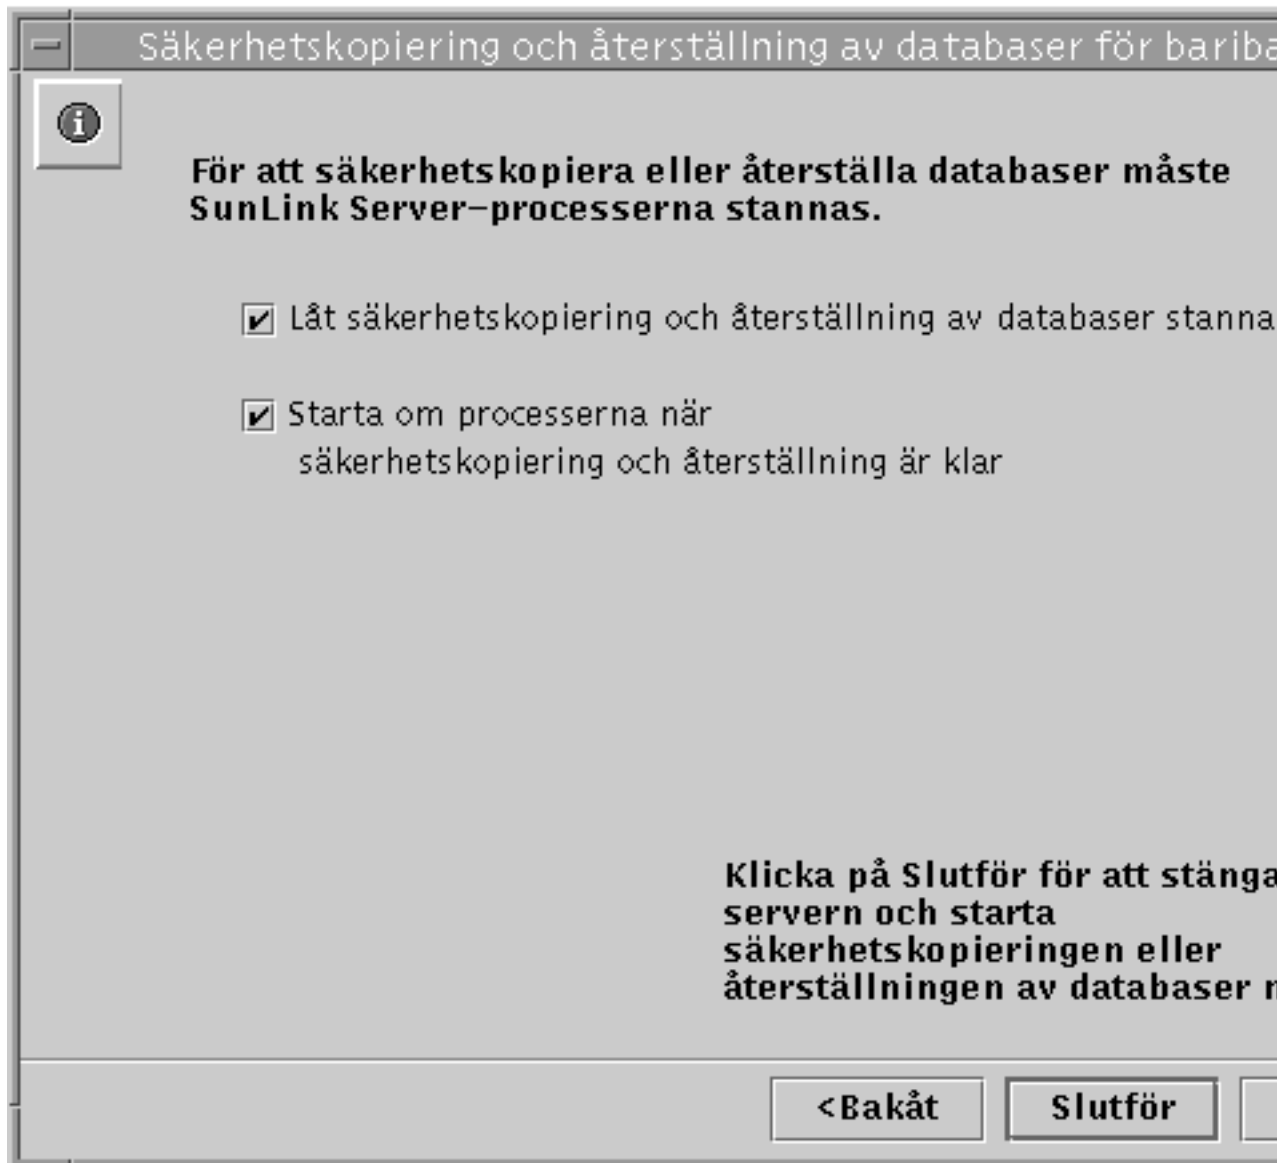 Säkerhetskopiering och återställning av databaser för
För att säkerhetskopiera eller återställa databaser måste
SunLink Server-processerna stannas.
Låt säkerhetskopiering och återställning av databaser stanna
Starta om processerna när
säkerhetskopiering och återställning är klar
Klicka på Slutför för att stänga
servern och starta
säkerhetskopieringen eller
återställningen av databaser
<Bakåt
Slutför